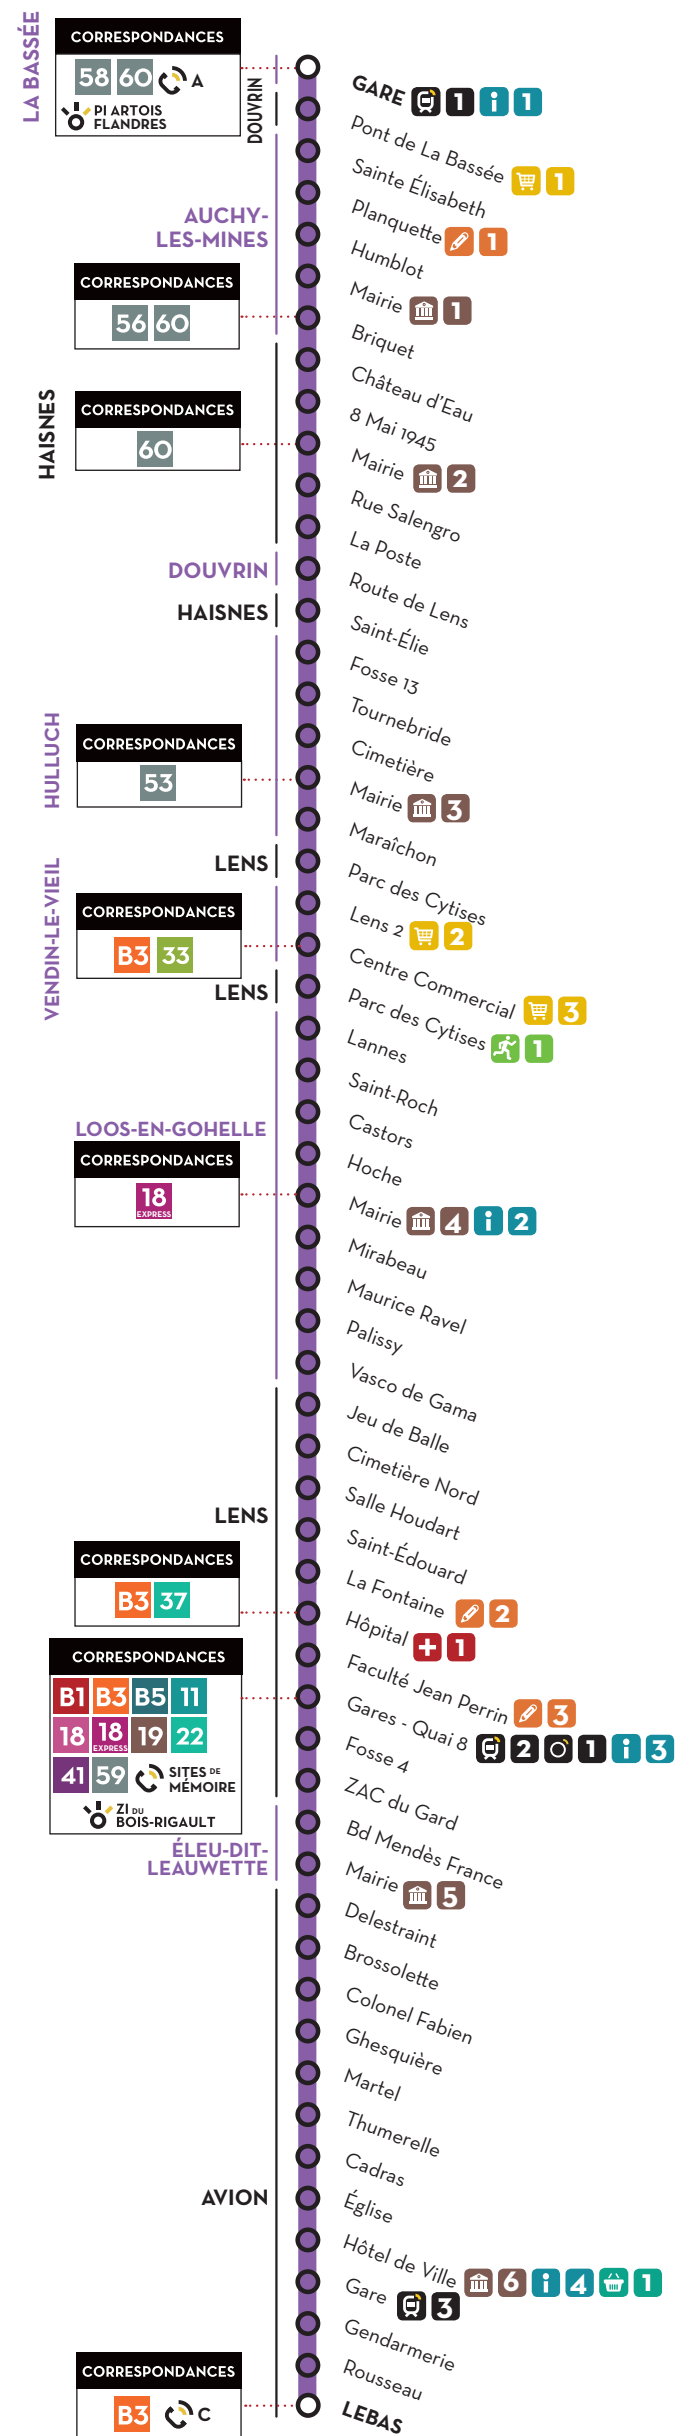 LA BASSÉE
CORRESPONDANCES
58 60 A
PI ARTOIS
FLANDRES
DOUVRIN
GARE 1 i 1
Pont de La Bassée 1
Sainte Élisabeth
Planquette 1
AUCHY-
LES-MINES
Humblot
Mairie 1
CORRESPONDANCES
56 60
Briquet
Château d'Eau
HAISNES
8 Mai 1945
CORRESPONDANCES
60
Mairie 2
Rue Salengro
La Poste
DOUVRIN
Route de Lens
HAISNES
Saint-Élie
Fosse 13
Tournebride
HULLUCH
Cimetière
CORRESPONDANCES
53
Mairie 3
Maraîchon
LENS
Parc des Cytises
VENDIN-LE-VIEIL
Lens 2 2
CORRESPONDANCES
B3 33
Centre Commercial 3
LENS
Parc des Cytises 1
Lannes
Saint-Roch
Castors
LOOS-EN-GOHELLE
Hoche
CORRESPONDANCES
18
EXPRESS
Mairie 4 i 2
Mirabeau
Maurice Ravel
Palissy
Vasco de Gama
Jeu de Balle
Cimetière Nord
LENS
Salle Houdart
Saint-Édouard
La Fontaine 2
CORRESPONDANCES
B3 37
Hôpital 1
Faculté Jean Perrin 3
CORRESPONDANCES
B1 B3 B5 11
18 18 19 22
EXPRESS
41 59 SITES DE
MÉMOIRE
ZI DU
BOIS-RIGAULT
Gares - Quai 8 2 1 i 3
Fosse 4
ZAC du Gard
Bd Mendès France
ÉLEU-DIT-
LEAUWETTE
Mairie 5
Delestraint
Brossolette
Colonel Fabien
Ghesquière
Martel
Thumerelle
Cadras
AVION
Église
Hôtel de Ville 6 i 4 1
Gare 3
Gendarmerie
Rousseau
LEBAS
CORRESPONDANCES
B3 C